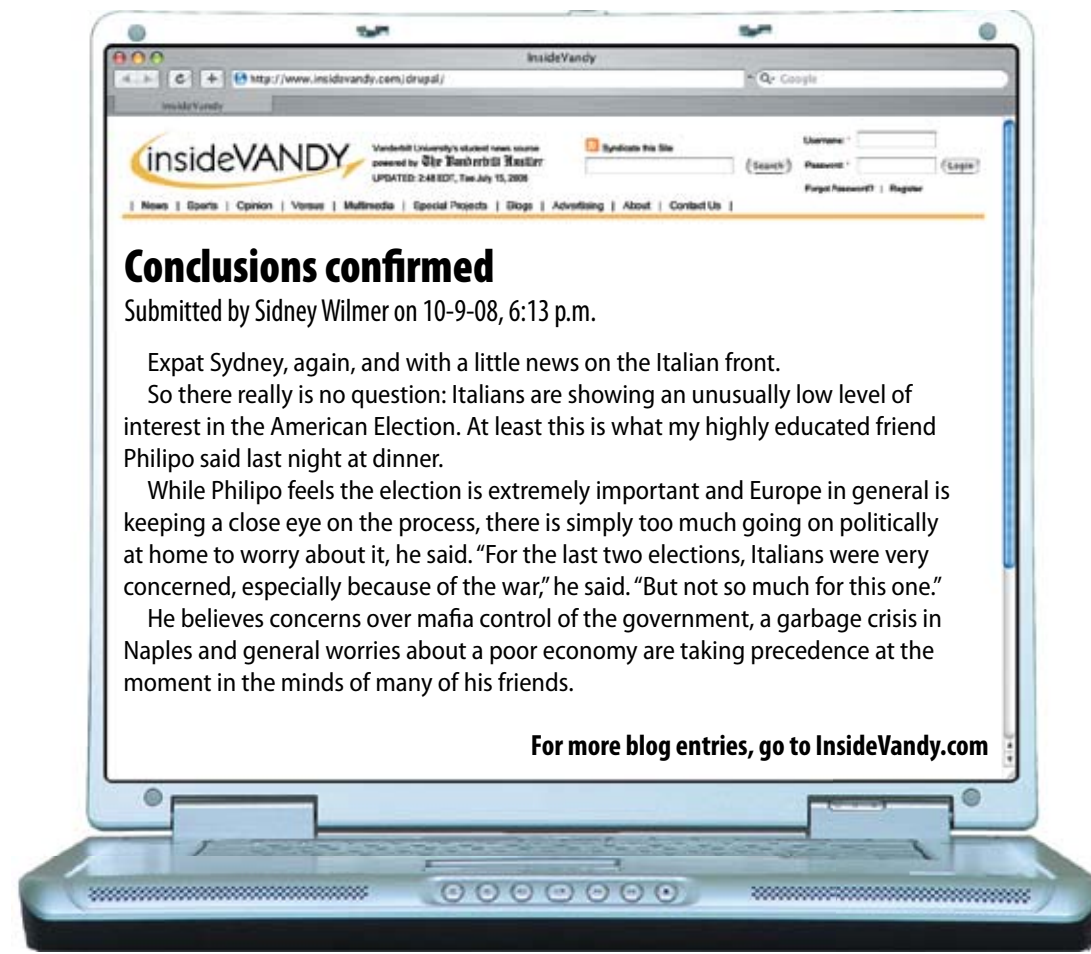 InsideVandy
http://www.insidevandy.com/drupal/
Google
InsideVandy
insideVANDY
Vanderbilt University's student news source
powered by The Vanderbilt Hustler
UPDATED: 2:48 EDT, Tue July 15, 2008
Syndicate this Site
Search
Username: *
Password: *
Login
Forgot Password? | Register
| News | Sports | Opinion | Versus | Multimedia | Special Projects | Blogs | Advertising | About | Contact Us |
Conclusions confirmed
Submitted by Sidney Wilmer on 10-9-08, 6:13 p.m.
Expat Sydney, again, and with a little news on the Italian front.
So there really is no question: Italians are showing an unusually low level of
interest in the American Election. At least this is what my highly educated friend
Philipo said last night at dinner.
While Philipo feels the election is extremely important and Europe in general is
keeping a close eye on the process, there is simply too much going on politically
at home to worry about it, he said. “For the last two elections, Italians were very
concerned, especially because of the war,” he said. “But not so much for this one.”
He believes concerns over mafia control of the government, a garbage crisis in
Naples and general worries about a poor economy are taking precedence at the
moment in the minds of many of his friends.
For more blog entries, go to InsideVandy.com